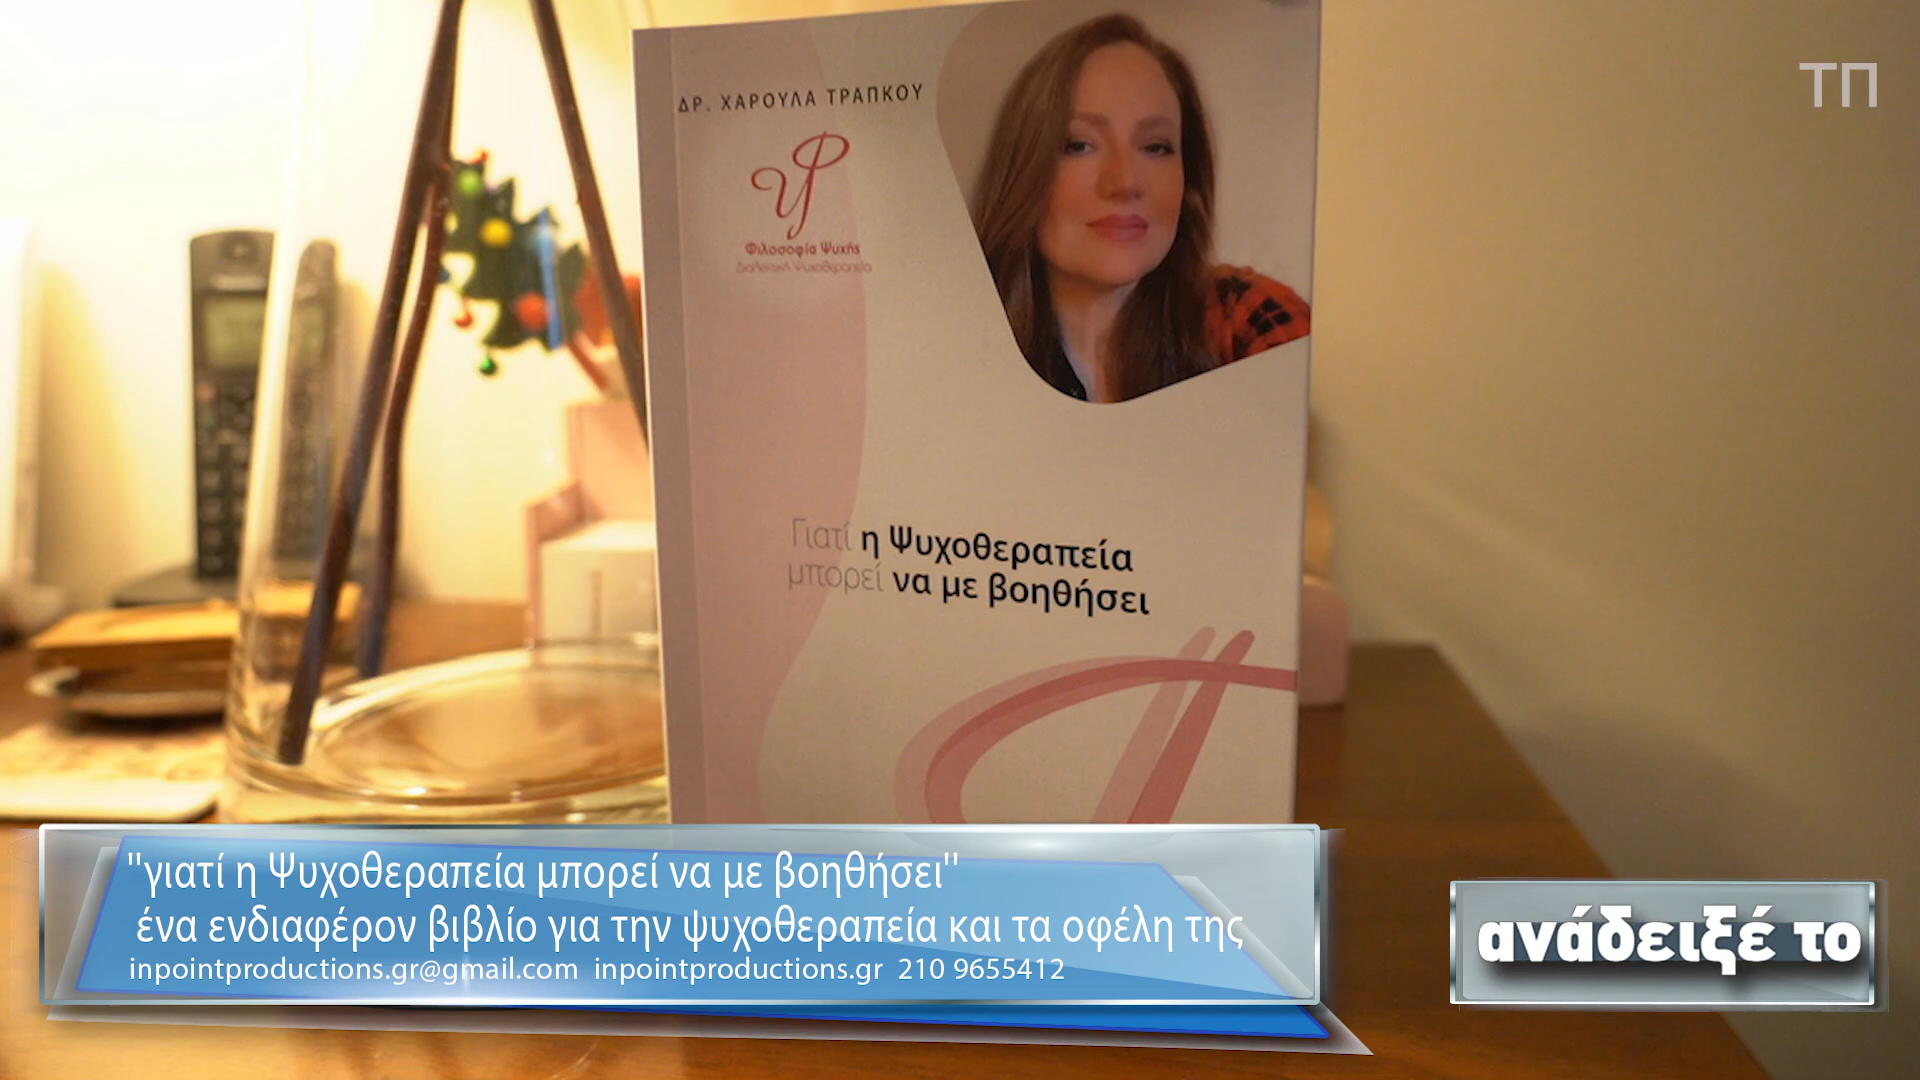 ΤΠ
ΔΡ. ΧΑΡΟΥΛΑ ΤΡΑΠΚΟΥ
Φιλοσοφία Ψυχής
Διαλεκτική Ψυχοθεραπεία
Γιατί η Ψυχοθεραπεία
μπορεί να με βοηθήσει
"γιατί η Ψυχοθεραπεία μπορεί να με βοηθήσει"
ένα ενδιαφέρον βιβλίο για την ψυχοθεραπεία και τα οφέλη της
inpointproductions.gr@gmail.com inpointproductions.gr 210 9655412
ανάδειξέ το